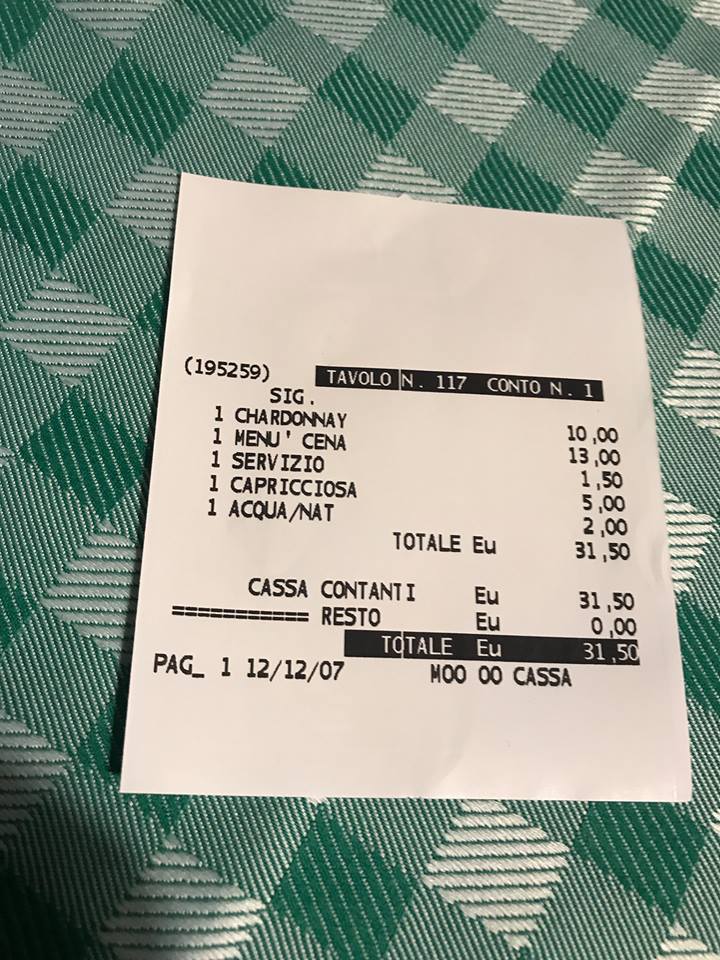 (195259) TAVOLO N. 117 CONTO N. 1
SIG.
1 CHARDONNAY 10,00
1 MENU' CENA 13,00
1 SERVIZIO 1,50
1 CAPRICCIOSA 5,00
1 ACQUA/NAT 2,00
TOTALE Eu 31,50
CASSA CONTANTI Eu 31,50
=========== RESTO Eu 0,00
TOTALE Eu 31,50
PAG_ 1 12/12/07 M00 00 CASSA